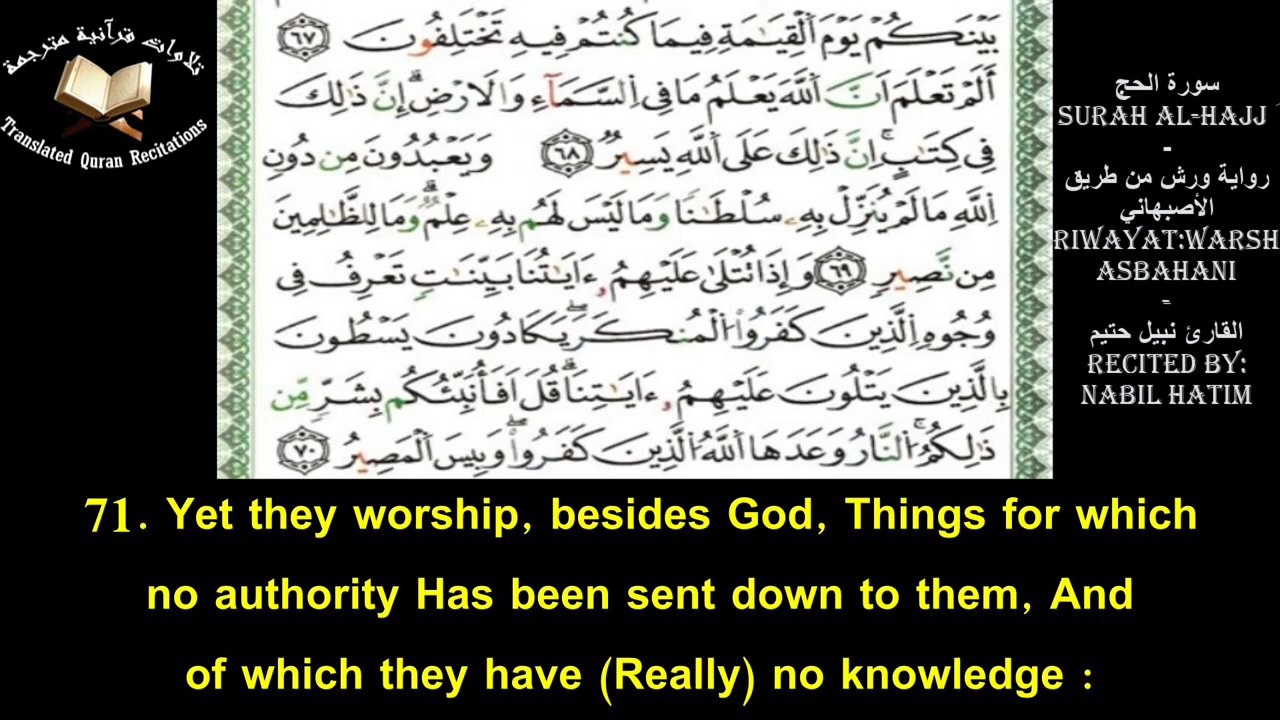 تلاوات قرآنية مترجمة
Translated Quran Recitations
بَيْنَكُمْ يَوْمَ اَ۬لْقِيَٰمَةِ فِيمَا كُنتُمْ فِيهِ تَخْتَلِفُونَ ٦٧
أَلَمْ تَعْلَمَ اَنَّ اَ۬للَّهَ يَعْلَمُ مَا فِي اِ۬لسَّمَآءِ وَالَارْضِۖ إِنَّ ذَٰلِكَ
فِي كِتَٰبٍۚ اِنَّ ذَٰلِكَ عَلَى اَ۬للَّهِ يَسِيرٌ ٦٨ وَيَعْبُدُونَ مِن دُونِ
اِ۬للَّهِ مَا لَمْ يُنَزِّلْ بِهِۦ سُلْطَٰنًا وَمَا لَيْسَ لَهُم بِهِۦ عِلْمٌۖ وَمَا لِلظَّٰلِمِينَ
مِن نَّصِيرٍ ٦٩ وَإِذَا تُتْلَىٰ عَلَيْهِمُۥٓ ءَايَٰتُنَا بَيِّنَٰتٍ تَعْرِفُ فِي
وُجُوهِ اِ۬لذِينَ كَفَرُواْ اُ۬لْمُنكَرَۖ يَكَادُونَ يَسْطُونَ
بِالَّذِينَ يَتْلُونَ عَلَيْهِمُۥٓ ءَايَٰتِنَاۖ قُلَ اَفَأُنَبِّئُكُم بِشَرٍّ مِّن
ذَٰلِكُمُۚ اُ۬لنَّارُ وَعَدَهَا اَ۬للَّهُ اُ۬لذِينَ كَفَرُواْۖ وَبِيسَ اَ۬لْمَصِيرُ ٧٠
سورة الحج
SURAH AL-HAJJ
-
رواية ورش من طريق
الأصبهاني
RIWAYAT:WARSH
ASBAHANI
-
القارئ نبيل حتيم
RECITED BY:
NABIL HATIM
71. Yet they worship, besides God, Things for which
no authority Has been sent down to them, And
of which they have (Really) no knowledge :